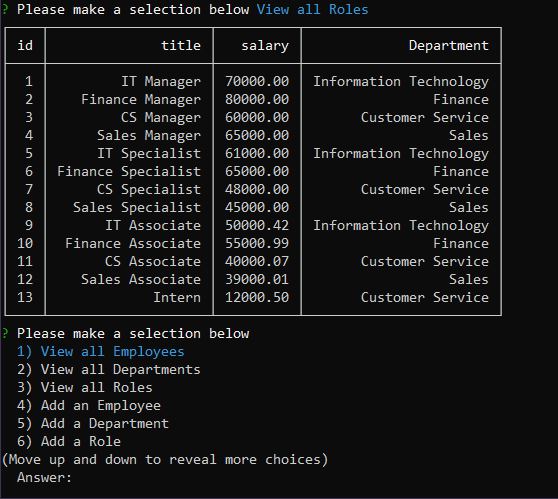 ? Please make a selection below View all Roles
id title salary Department
1 IT Manager 70000.00 Information Technology
2 Finance Manager 80000.00 Finance
3 CS Manager 60000.00 Customer Service
4 Sales Manager 65000.00 Sales
5 IT Specialist 61000.00 Information Technology
6 Finance Specialist 65000.00 Finance
7 CS Specialist 48000.00 Customer Service
8 Sales Specialist 45000.00 Sales
9 IT Associate 50000.42 Information Technology
10 Finance Associate 55000.99 Finance
11 CS Associate 40000.07 Customer Service
12 Sales Associate 39000.01 Sales
13 Intern 12000.50 Customer Service
? Please make a selection below
1) View all Employees
2) View all Departments
3) View all Roles
4) Add an Employee
5) Add a Department
6) Add a Role
(Move up and down to reveal more choices)
Answer: